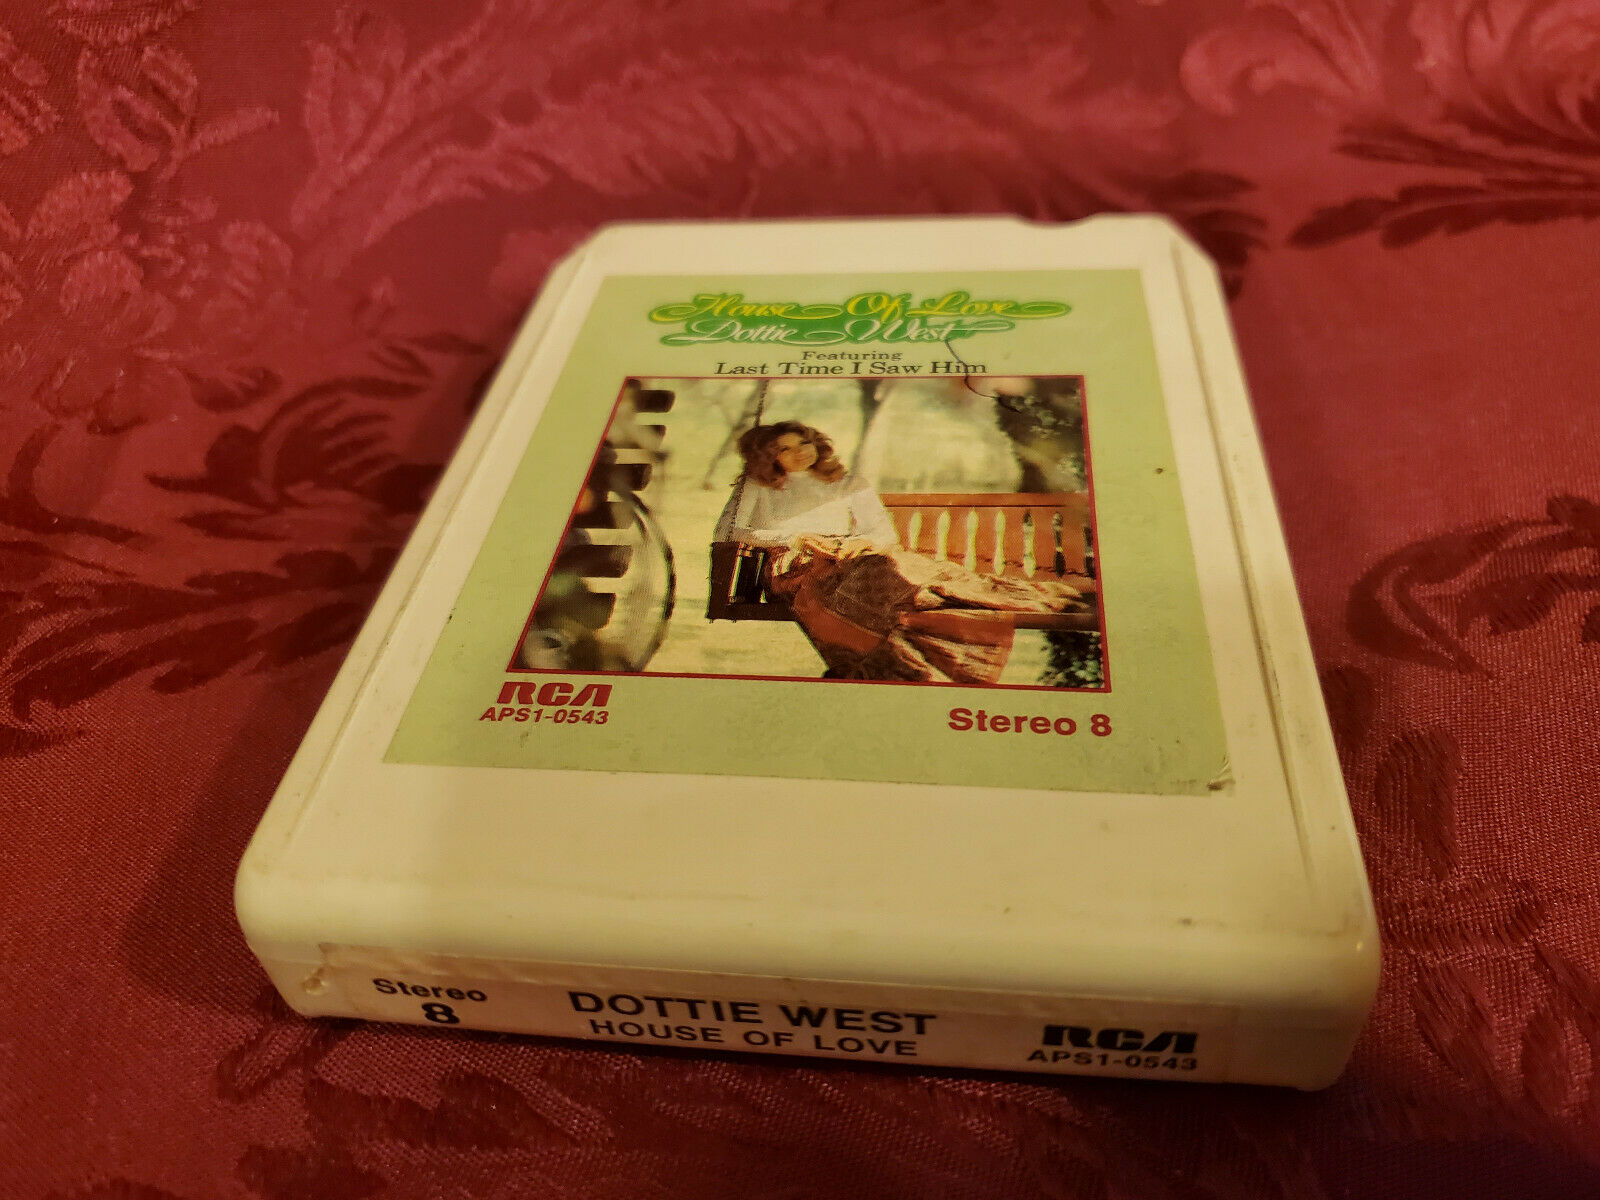 House Of Love
Dottie West
Featuring
Last Time I Saw Him
RCA
APS1-0543
Stereo 8
Stereo
8
DOTTIE WEST
HOUSE OF LOVE
RCA
APS1-0543